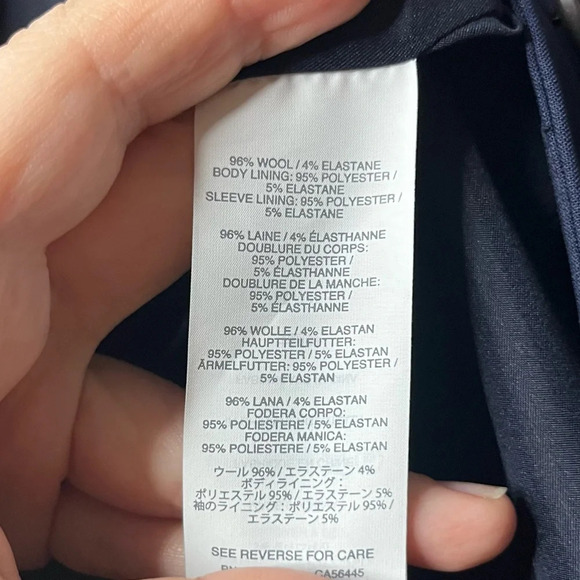 96% WOOL / 4% ELASTANE
BODY LINING: 95% POLYESTER /
5% ELASTANE
SLEEVE LINING: 95% POLYESTER /
5% ELASTANE
96% LAINE / 4% ÉLASTHANNE
DOUBLURE DU CORPS:
95% POLYESTER /
5% ÉLASTHANNE
DOUBLURE DE LA MANCHE:
95% POLYESTER /
5% ÉLASTHANNE
96% WOLLE / 4% ELASTAN
HAUPTTEILFUTTER:
95% POLYESTER / 5% ELASTAN
ÄRMELFUTTER: 95% POLYESTER /
5% ELASTAN
96% LANA / 4% ELASTAN
FODERA CORPO:
95% POLIESTERE / 5% ELASTAN
FODERA MANICA:
95% POLIESTERE / 5% ELASTAN
ウール 96% / エラステーン 4%
ボディライニング：
ポリエステル 95% / エラステーン 5%
袖のライニング：ポリエステル 95% /
エラステーン 5%
SEE REVERSE FOR CARE
CA56445